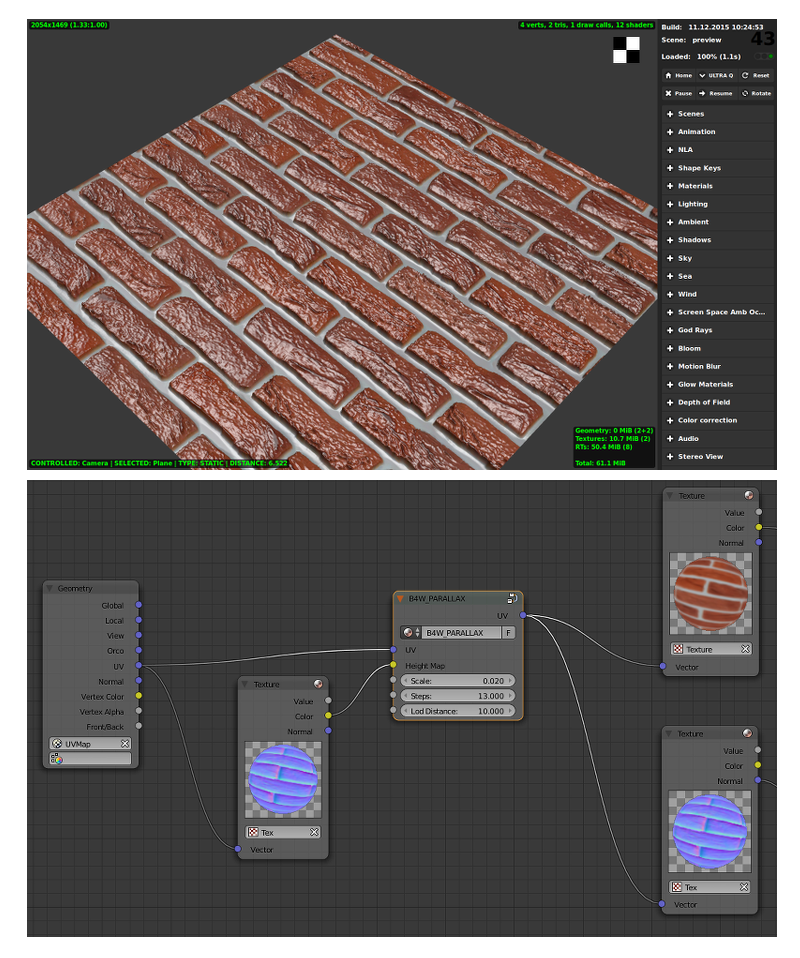 2054x1469 (1.33:1.00)
4 verts, 2 tris, 1 draw calls, 12 shaders
Build: 11.12.2015 10:24:53
Scene: preview
43
Loaded: 100% (1.1s)
Home
ULTRA Q
Reset
Pause
Resume
Rotate
Scenes
Animation
NLA
Shape Keys
Materials
Lighting
Ambient
Shadows
Sky
Sea
Wind
Screen Space Amb Oc...
God Rays
Bloom
Motion Blur
Glow Materials
Depth of Field
Color correction
Audio
Stereo View
Geometry: 0 MiB (2+2)
Textures: 10.7 MiB (2)
RTs: 50.4 MiB (8)
Total: 61.1 MiB
CONTROLLED: Camera | SELECTED: Plane | TYPE: STATIC | DISTANCE: 6.522
Geometry
Global
Local
View
Orco
UV
Normal
Vertex Color
Vertex Alpha
Front/Back
UVMap
Texture
Value
Color
Normal
Tex
Vector
B4W_PARALLAX
UV
B4W_PARALLAX
F
UV
Height Map
Scale: 0.020
Steps: 13.000
Lod Distance: 10.000
Texture
Value
Color
Normal
Texture
Vector
Texture
Value
Color
Normal
Tex
Vector